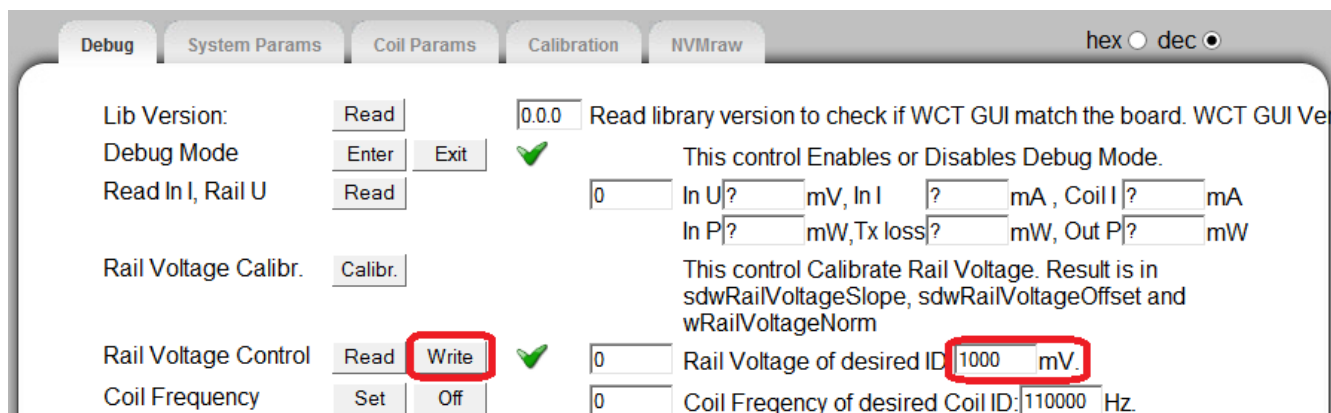 Debug System Params Coil Params Calibration NVMraw hex dec
Lib Version: Read 0.0.0 Read library version to check if WCT GUI match the board. WCT GUI
Debug Mode Enter Exit This control Enables or Disables Debug Mode.
Read In I, Rail U Read 0 In U ? mV, In I ? mA , Coil I ? mA
In P ? mW,Tx loss ? mW, Out P ? mW
Rail Voltage Calibr. Calibr. This control Calibrate Rail Voltage. Result is in
sdwRailVoltageSlope, sdwRailVoltageOffset and
wRailVoltageNorm
Rail Voltage Control Read Write 0 Rail Voltage of desired ID 1000 mV.
Coil Frequency Set Off 0 Coil Freqency of desired Coil ID: 110000 Hz.